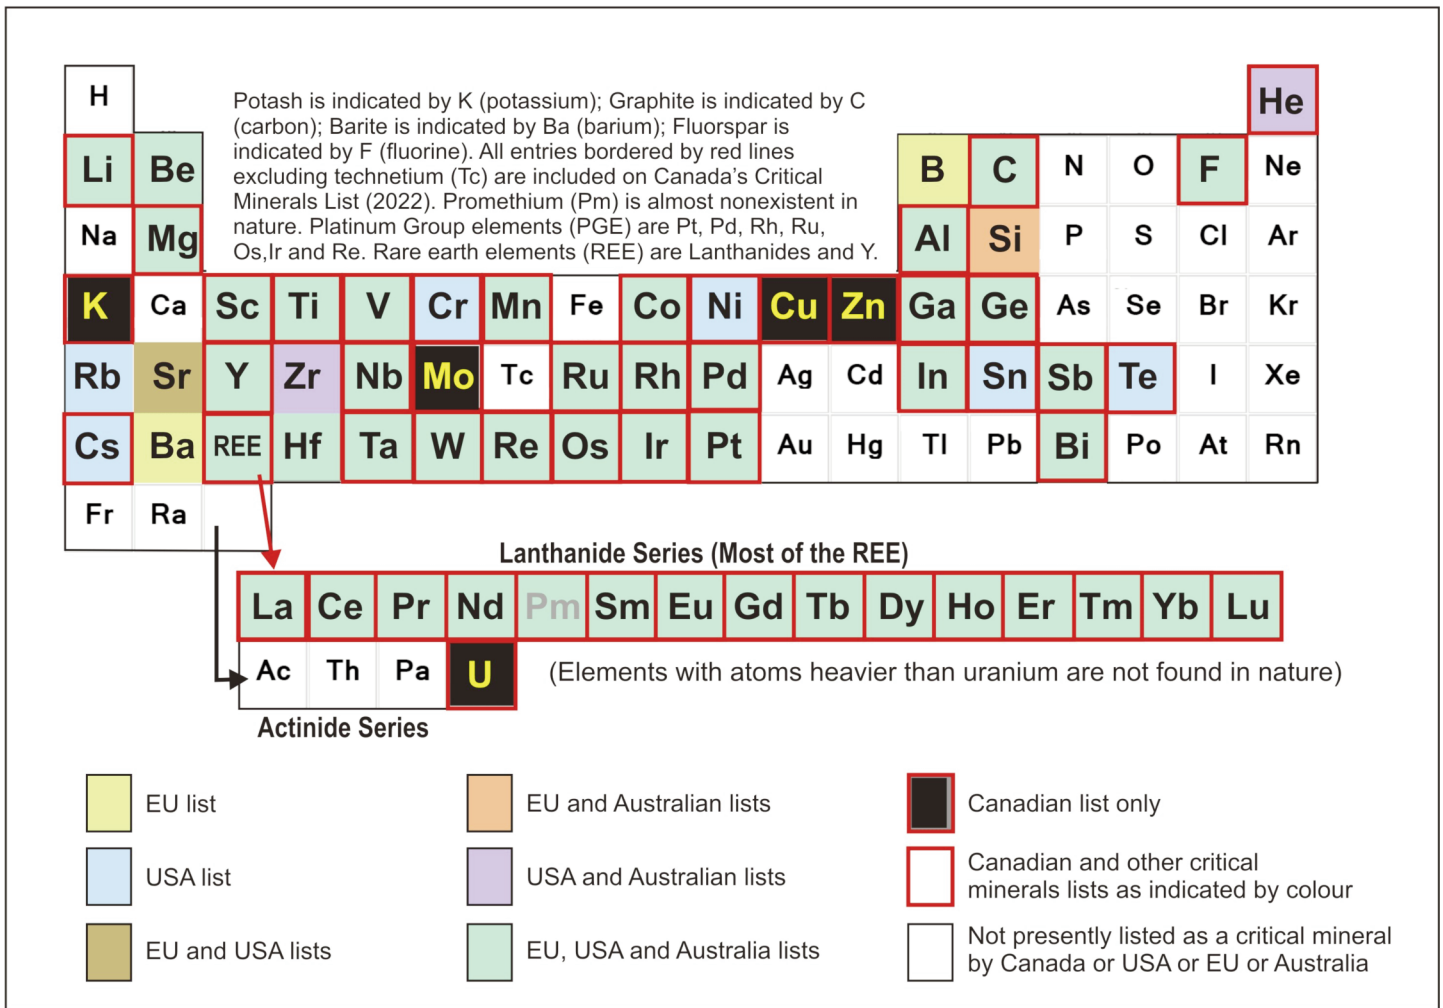 H
He
Potash is indicated by K (potassium); Graphite is indicated by C
(carbon); Barite is indicated by Ba (barium); Fluorspar is
indicated by F (fluorine). All entries bordered by red lines
excluding technetium (Tc) are included on Canada's Critical
Minerals List (2022). Promethium (Pm) is almost nonexistent in
nature. Platinum Group elements (PGE) are Pt, Pd, Rh, Ru,
Os,Ir and Re. Rare earth elements (REE) are Lanthanides and Y.
Li Be B C N O F Ne
Na Mg Al Si P S Cl Ar
K Ca Sc Ti V Cr Mn Fe Co Ni Cu Zn Ga Ge As Se Br Kr
Rb Sr Y Zr Nb Mo Tc Ru Rh Pd Ag Cd In Sn Sb Te I Xe
Cs Ba REE Hf Ta W Re Os Ir Pt Au Hg Tl Pb Bi Po At Rn
Fr Ra
Lanthanide Series (Most of the REE)
La Ce Pr Nd Pm Sm Eu Gd Tb Dy Ho Er Tm Yb Lu
Ac Th Pa U (Elements with atoms heavier than uranium are not found in nature)
Actinide Series
EU list
USA list
EU and USA lists
EU and Australian lists
USA and Australian lists
EU, USA and Australia lists
Canadian list only
Canadian and other critical
minerals lists as indicated by colour
Not presently listed as a critical mineral
by Canada or USA or EU or Australia